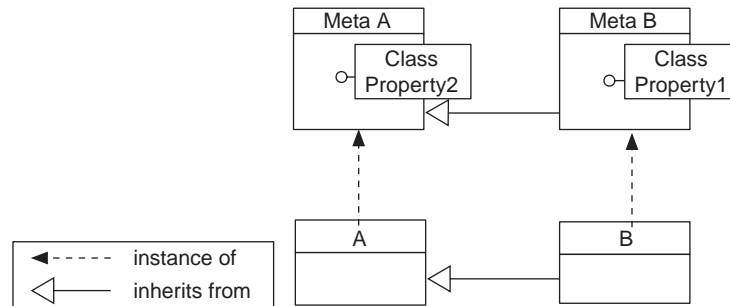 Meta A
Meta B
Class
Property2
Class
Property1
A
B
instance of
inherits from